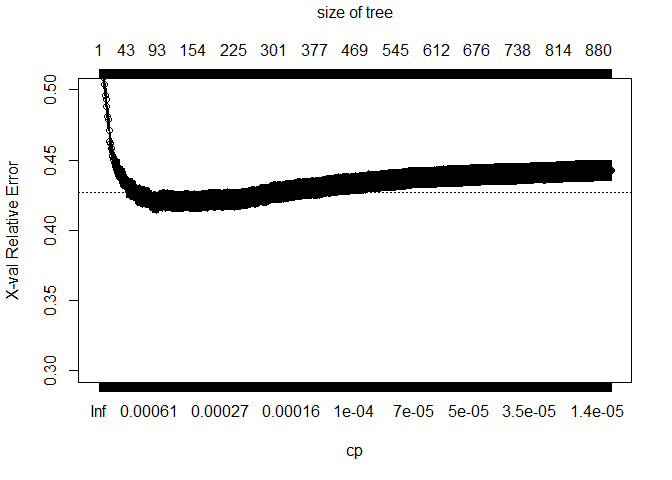 size of tree
1 43 93 154 225 301 377 469 545 612 676 738 814 880
0.50
0.45
0.40
0.35
0.30
X-val Relative Error
Inf 0.00061 0.00027 0.00016 1e-04 7e-05 5e-05 3.5e-05 1.4e-05
cp